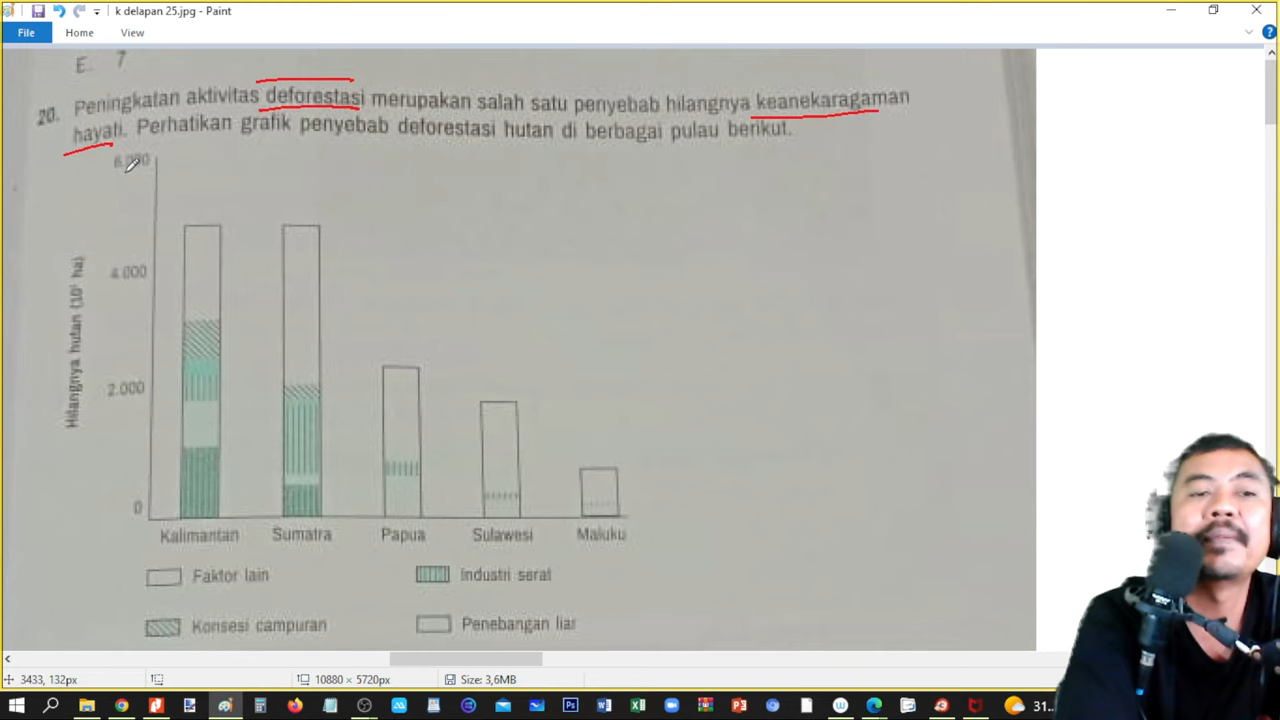 k delapan 25.jpg - Paint
File Home View
E. 7
20. Peningkatan aktivitas deforestasi merupakan salah satu penyebab hilangnya keanekaragaman
hayati. Perhatikan grafik penyebab deforestasi hutan di berbagai pulau berikut.
6.000
4.000
2.000
0
Hilangnya hutan (10³ ha)
Kalimantan Sumatra Papua Sulawesi Maluku
Faktor lain Industri serat
Konsesi campuran Penebangan liar
3433, 132px 10880 × 5720px Size: 3,6MB
31...